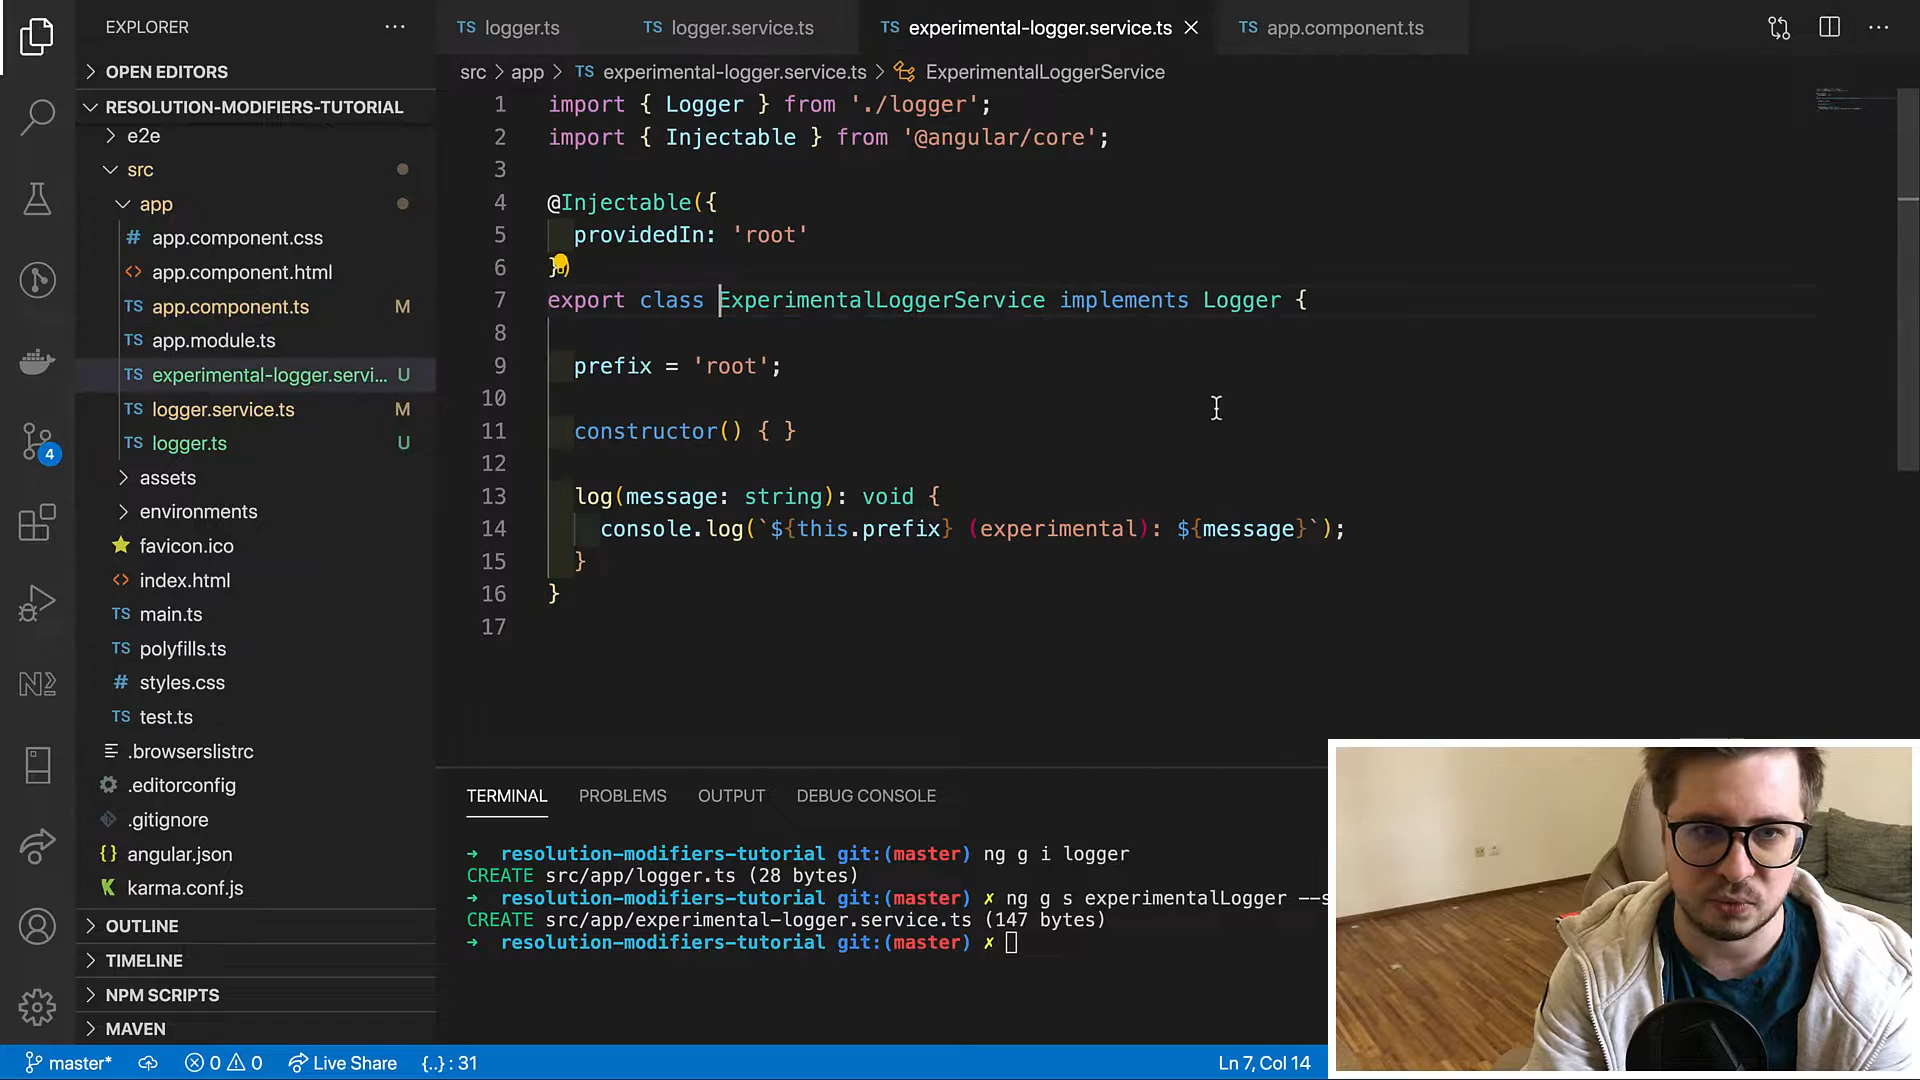 EXPLORER
···
OPEN EDITORS
RESOLUTION-MODIFIERS-TUTORIAL
e2e
src
app
# app.component.css
<> app.component.html
TS app.component.ts M
TS app.module.ts
TS experimental-logger.servi... U
TS logger.service.ts M
TS logger.ts U
assets
environments
favicon.ico
<> index.html
TS main.ts
TS polyfills.ts
# styles.css
TS test.ts
.browserslistrc
.editorconfig
.gitignore
{} angular.json
K karma.conf.js
OUTLINE
TIMELINE
NPM SCRIPTS
MAVEN
4
TS logger.ts
TS logger.service.ts
TS experimental-logger.service.ts
TS app.component.ts
src > app > TS experimental-logger.service.ts > ExperimentalLoggerService
1 import { Logger } from './logger';
2 import { Injectable } from '@angular/core';
3
4 @Injectable({
5 providedIn: 'root'
6 })
7 export class ExperimentalLoggerService implements Logger {
8
9 prefix = 'root';
10
11 constructor() { }
12
13 log(message: string): void {
14 console.log(`${this.prefix} (experimental): ${message}`);
15 }
16 }
17
TERMINAL PROBLEMS OUTPUT DEBUG CONSOLE
➜ resolution-modifiers-tutorial git:(master) ng g i logger
CREATE src/app/logger.ts (28 bytes)
➜ resolution-modifiers-tutorial git:(master) ✗ ng g s experimentalLogger --s
CREATE src/app/experimental-logger.service.ts (147 bytes)
➜ resolution-modifiers-tutorial git:(master) ✗
master* 0 0 Live Share {..} : 31 Ln 7, Col 14